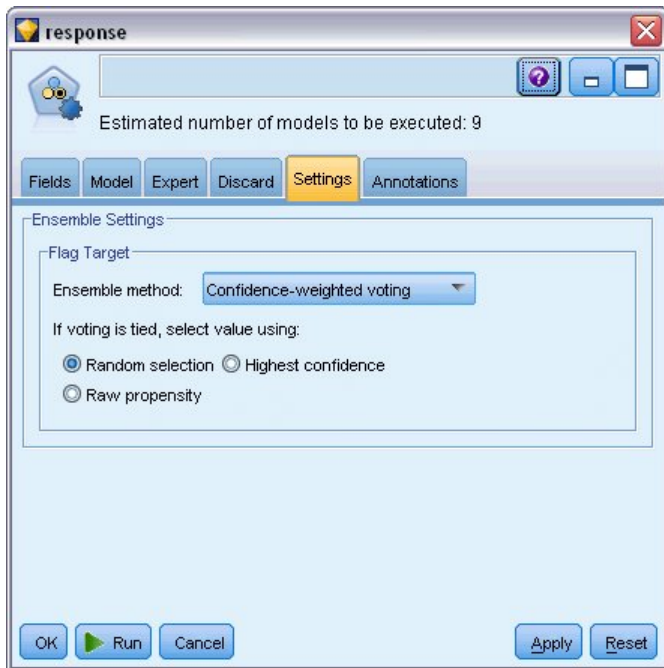 response
Estimated number of models to be executed: 9
Fields Model Expert Discard Settings Annotations
Ensemble Settings
Flag Target
Ensemble method: Confidence-weighted voting
If voting is tied, select value using:
Random selection Highest confidence
Raw propensity
OK Run Cancel Apply Reset